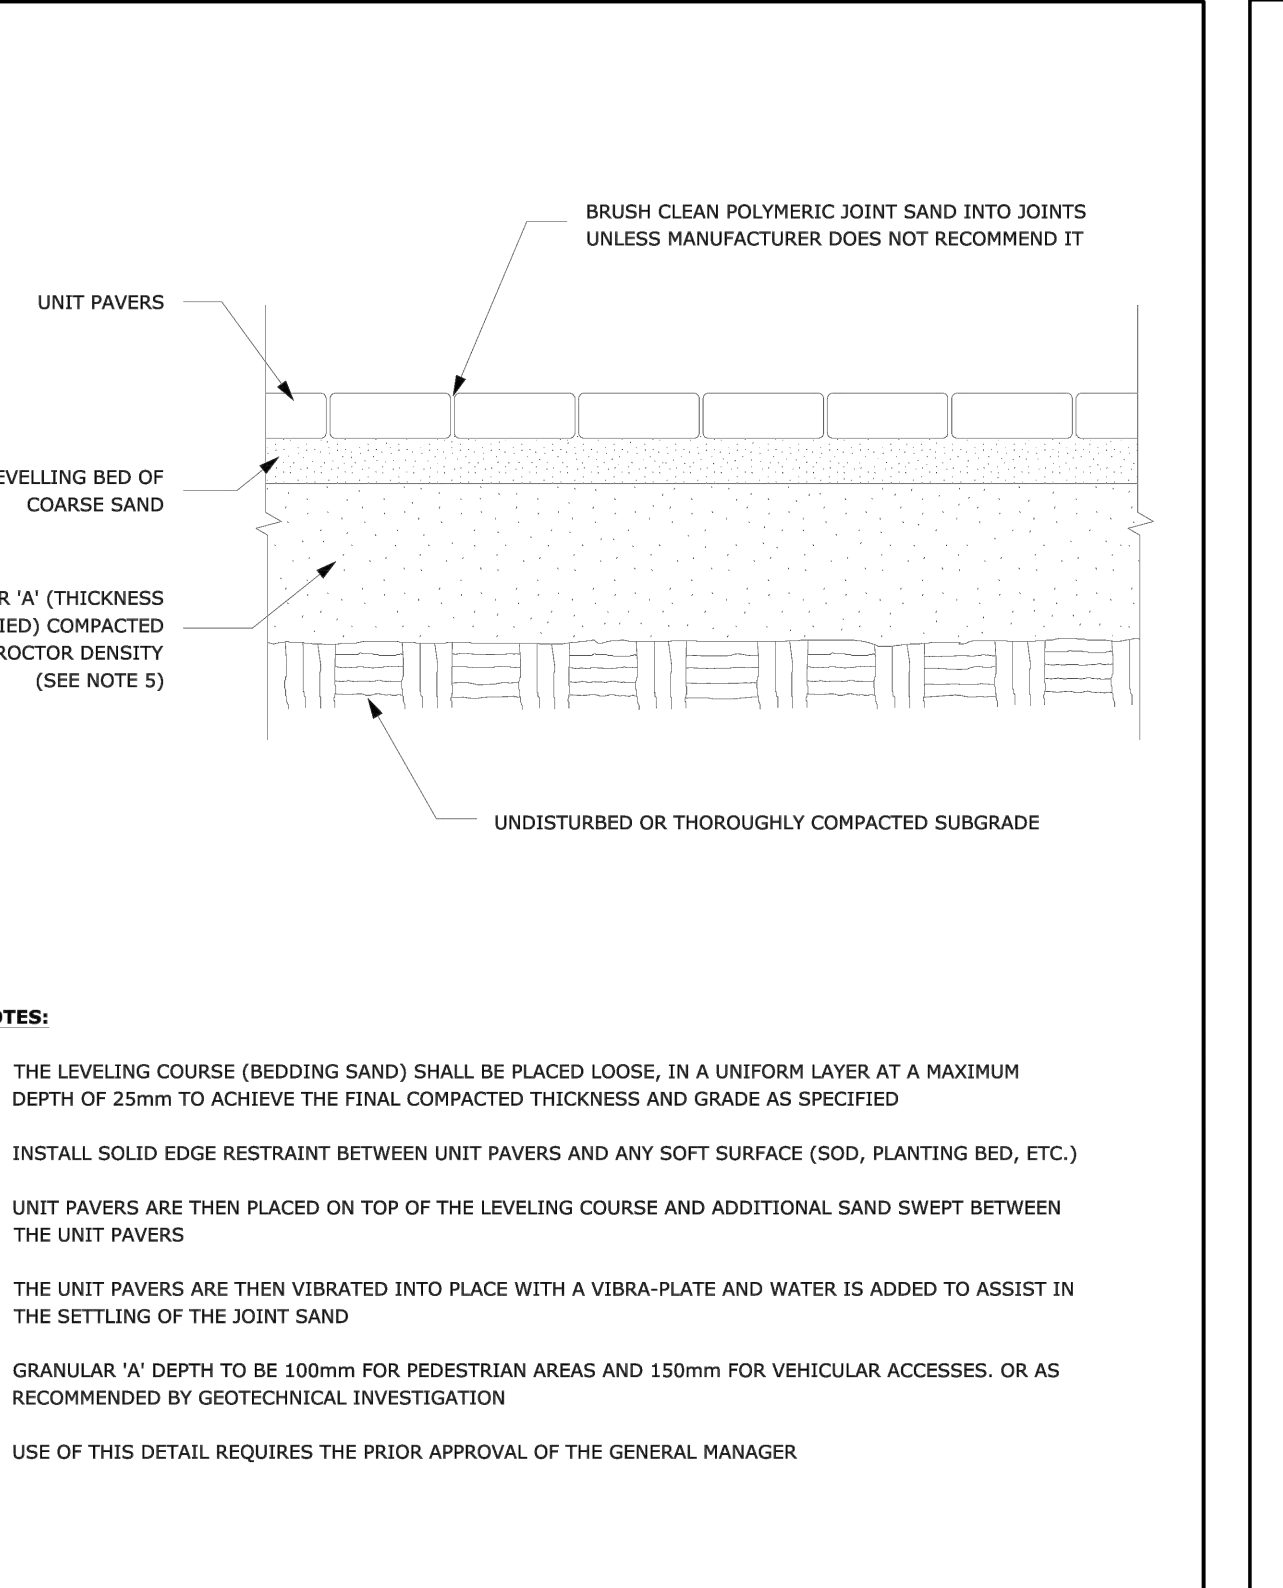 BRUSH CLEAN POLYMERIC JOINT SAND INTO JOINTS
UNLESS MANUFACTURER DOES NOT RECOMMEND IT
UNIT PAVERS
EVELLING BED OF
COARSE SAND
R 'A' (THICKNESS
IED) COMPACTED
ROCTOR DENSITY
(SEE NOTE 5)
UNDISTURBED OR THOROUGHLY COMPACTED SUBGRADE
OTES:
THE LEVELING COURSE (BEDDING SAND) SHALL BE PLACED LOOSE, IN A UNIFORM LAYER AT A MAXIMUM
DEPTH OF 25mm TO ACHIEVE THE FINAL COMPACTED THICKNESS AND GRADE AS SPECIFIED
INSTALL SOLID EDGE RESTRAINT BETWEEN UNIT PAVERS AND ANY SOFT SURFACE (SOD, PLANTING BED, ETC.)
UNIT PAVERS ARE THEN PLACED ON TOP OF THE LEVELING COURSE AND ADDITIONAL SAND SWEPT BETWEEN
THE UNIT PAVERS
THE UNIT PAVERS ARE THEN VIBRATED INTO PLACE WITH A VIBRA-PLATE AND WATER IS ADDED TO ASSIST IN
THE SETTLING OF THE JOINT SAND
GRANULAR 'A' DEPTH TO BE 100mm FOR PEDESTRIAN AREAS AND 150mm FOR VEHICULAR ACCESSES. OR AS
RECOMMENDED BY GEOTECHNICAL INVESTIGATION
USE OF THIS DETAIL REQUIRES THE PRIOR APPROVAL OF THE GENERAL MANAGER